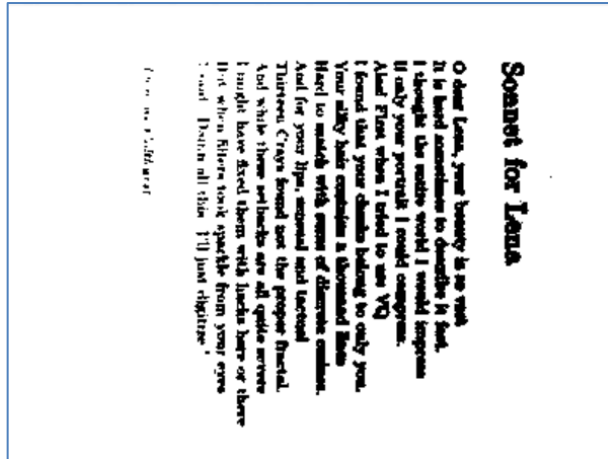 Sonnet for Lena
O dear Lena, your beauty is so vast
It is hard sometimes to describe it fast.
I thought the entire world I would impress
If only your portrait I could compress.
Alas! First when I tried to use VQ
I found that your cheeks belong to only you.
Your silky hair contains a thousand lines
Hard to match with sums of discrete cosines.
And for your lips, sensual and tactual
Thirteen Crays found not the proper fractal.
And while these setbacks are all quite severe
I might have fixed them with hacks here or there
But when filters took sparkle from your eyes
I said, "Damn all this. I'll just digitize."